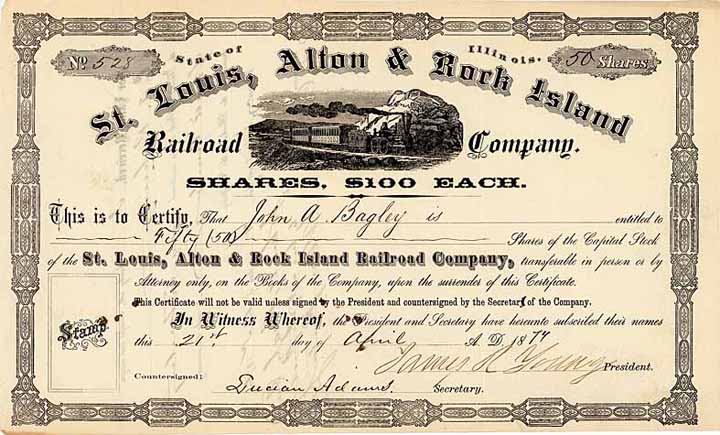 State of Illinois.
No 528
50 Shares
St. Louis, Alton & Rock Island
Railroad Company.
SHARES, $100 EACH.
This is to Certify, That John A Bagley is entitled to
Fifty (50) Shares of the Capital Stock
of the St. Louis, Alton & Rock Island Railroad Company, transferable in person or by
Attorney only, on the Books of the Company, upon the surrender of this Certificate.
This Certificate will not be valid unless signed by the President and countersigned by the Secretary of the Company.
Stamp.
In Witness Whereof, the President and Secretary have hereunto subscribed their names
this 21st day of April A.D. 1874
James R Young President.
Countersigned:
Lucian Adams Secretary.